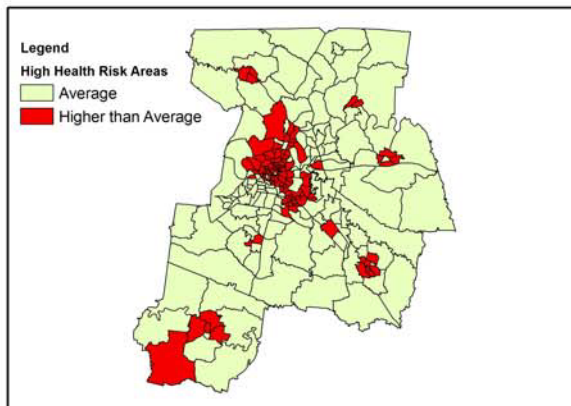 Legend
High Health Risk Areas
Average
Higher than Average